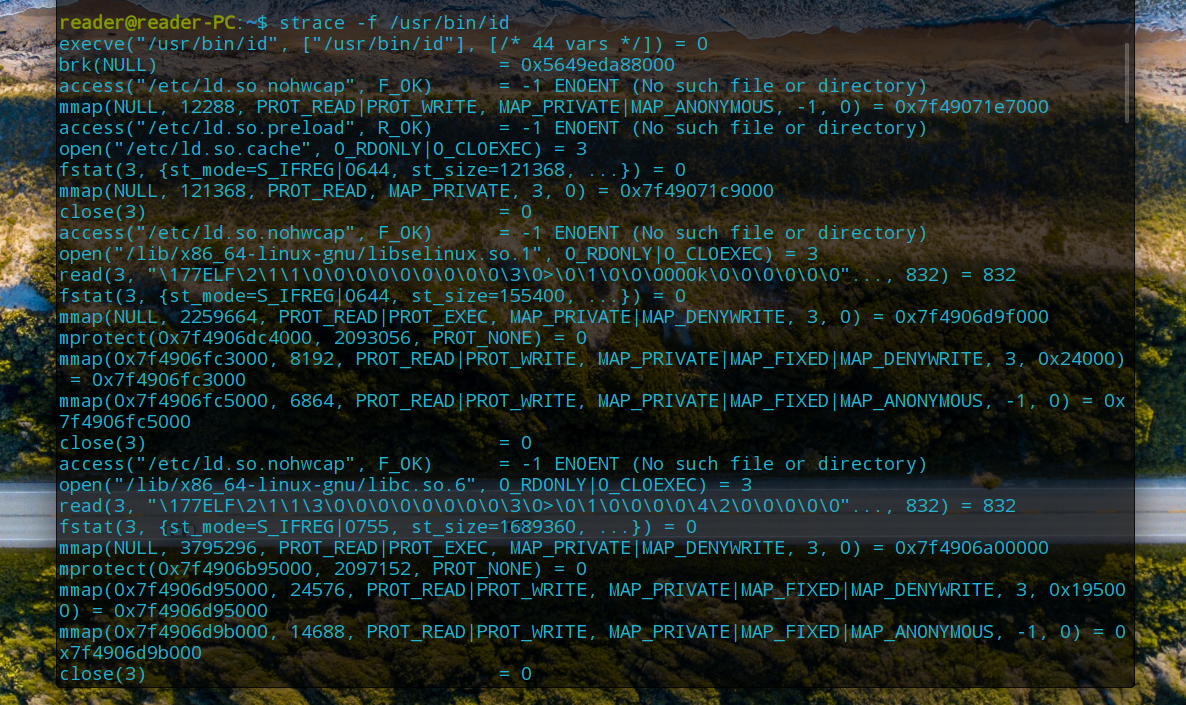 reader@reader-PC:~$ strace -f /usr/bin/id
execve("/usr/bin/id", ["/usr/bin/id"], [/* 44 vars */]) = 0
brk(NULL)                               = 0x5649eda88000
access("/etc/ld.so.nohwcap", F_OK)      = -1 ENOENT (No such file or directory)
mmap(NULL, 12288, PROT_READ|PROT_WRITE, MAP_PRIVATE|MAP_ANONYMOUS, -1, 0) = 0x7f49071e7000
access("/etc/ld.so.preload", R_OK)      = -1 ENOENT (No such file or directory)
open("/etc/ld.so.cache", O_RDONLY|O_CLOEXEC) = 3
fstat(3, {st_mode=S_IFREG|0644, st_size=121368, ...}) = 0
mmap(NULL, 121368, PROT_READ, MAP_PRIVATE, 3, 0) = 0x7f49071c9000
close(3)                                = 0
access("/etc/ld.so.nohwcap", F_OK)      = -1 ENOENT (No such file or directory)
open("/lib/x86_64-linux-gnu/libselinux.so.1", O_RDONLY|O_CLOEXEC) = 3
read(3, "\177ELF\2\1\1\0\0\0\0\0\0\0\0\0\3\0>\0\1\0\0\0000k\0\0\0\0\0\0"..., 832) = 832
fstat(3, {st_mode=S_IFREG|0644, st_size=155400, ...}) = 0
mmap(NULL, 2259664, PROT_READ|PROT_EXEC, MAP_PRIVATE|MAP_DENYWRITE, 3, 0) = 0x7f4906d9f000
mprotect(0x7f4906dc4000, 2093056, PROT_NONE) = 0
mmap(0x7f4906fc3000, 8192, PROT_READ|PROT_WRITE, MAP_PRIVATE|MAP_FIXED|MAP_DENYWRITE, 3, 0x24000)
 = 0x7f4906fc3000
mmap(0x7f4906fc5000, 6864, PROT_READ|PROT_WRITE, MAP_PRIVATE|MAP_FIXED|MAP_ANONYMOUS, -1, 0) = 0x
7f4906fc5000
close(3)                                = 0
access("/etc/ld.so.nohwcap", F_OK)      = -1 ENOENT (No such file or directory)
open("/lib/x86_64-linux-gnu/libc.so.6", O_RDONLY|O_CLOEXEC) = 3
read(3, "\177ELF\2\1\1\3\0\0\0\0\0\0\0\0\3\0>\0\1\0\0\0\0\4\2\0\0\0\0\0"..., 832) = 832
fstat(3, {st_mode=S_IFREG|0755, st_size=1689360, ...}) = 0
mmap(NULL, 3795296, PROT_READ|PROT_EXEC, MAP_PRIVATE|MAP_DENYWRITE, 3, 0) = 0x7f4906a00000
mprotect(0x7f4906b95000, 2097152, PROT_NONE) = 0
mmap(0x7f4906d95000, 24576, PROT_READ|PROT_WRITE, MAP_PRIVATE|MAP_FIXED|MAP_DENYWRITE, 3, 0x19500
0) = 0x7f4906d95000
mmap(0x7f4906d9b000, 14688, PROT_READ|PROT_WRITE, MAP_PRIVATE|MAP_FIXED|MAP_ANONYMOUS, -1, 0) = 0
x7f4906d9b000
close(3)                                = 0